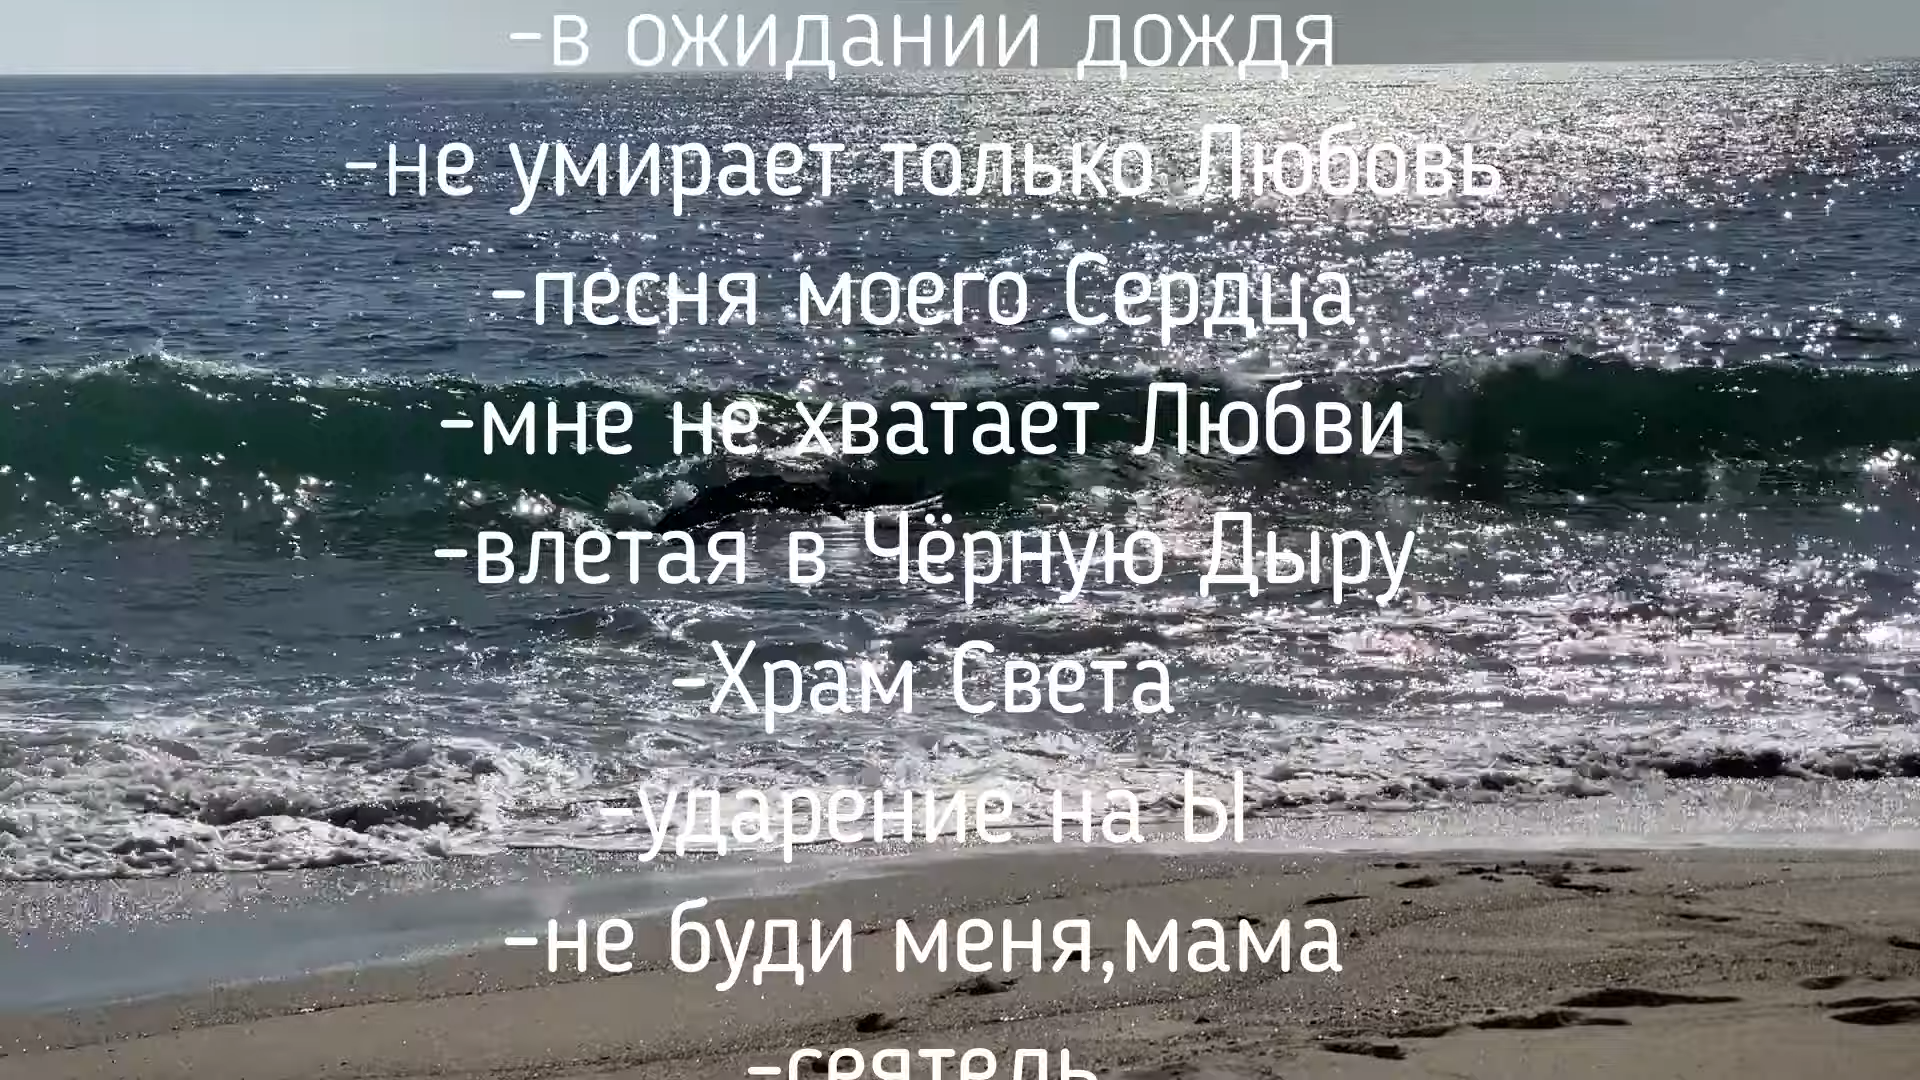 -в ожидании дождя
-не умирает только Любовь
-песня моего Сердца
-мне не хватает Любви
-влетая в Чёрную Дыру
-Храм Света
-ударение на Ы
-не буди меня,мама
-сеятель